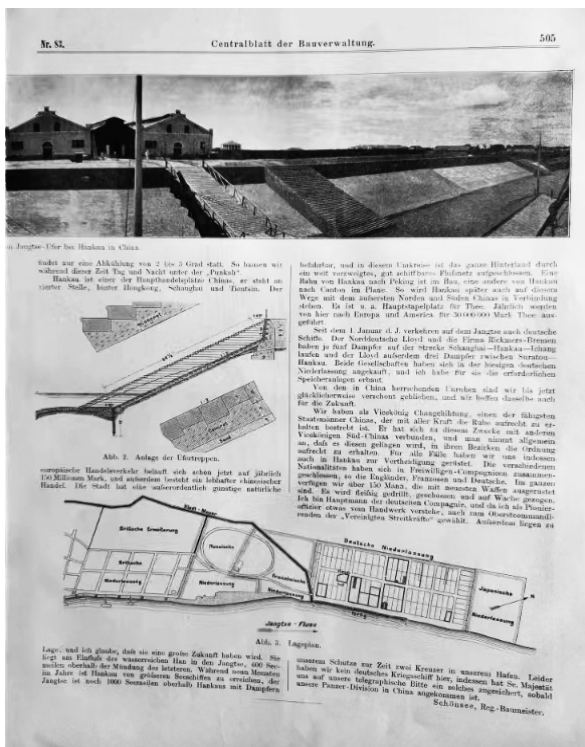 Nr. 83.
Centralblatt der Bauverwaltung.
505
Jangtse-Ufer bei Hankau in China.
findet nur eine Abkühlung von 2 bis 3 Grad statt. So hausen wir
während dieser Zeit Tag und Nacht unter der „Punkah“.
Hankau ist einer der Haupthandelsplätze Chinas, er steht an
vierter Stelle, hinter Hongkong, Schanghai und Tientsin. Der
Abb. 2. Anlage der Ufertreppen.
europäische Handelsverkehr beläuft sich schon jetzt auf jährlich
150 Millionen Mark, und außerdem besteht ein lebhafter chinesischer
Handel. Die Stadt hat eine außerordentlich günstige natürliche
befahrbar, und in diesem Umkreise ist das ganze Hinterland durch
ein weit verzweigtes, gut schiffbares Flußnetz aufgeschlossen. Eine
Bahn von Hankau nach Peking ist im Bau, eine andere von Hankau
nach Canton im Plane. So wird Hankau später auch auf diesem
Wege mit dem äußersten Norden und Süden Chinas in Verbindung
stehen. Es ist u. a. Hauptstapelplatz für Thee. Jährlich werden
von hier nach Europa und America für 30 000 000 Mark Thee aus-
geführt.
Seit dem 1. Januar d. J. verkehren auf dem Jangtse auch deutsche
Schiffe. Der Norddeutsche Lloyd und die Firma Rickmers-Bremen
haben je fünf Dampfer auf der Strecke Schanghai—Hankau—Ichang
laufen und der Lloyd außerdem drei Dampfer zwischen
Hankau. Beide Gesellschaften haben sich in der hiesigen deutschen
Niederlassung angekauft, und ich habe für sie die erforderlichen
Speicheranlagen erbaut.
Von den in China herrschenden Unruhen sind wir bis jetzt
glücklicherweise verschont geblieben, und wir hoffen dasselbe auch
für die Zukunft.
Wir haben als Vicekönig Changchihtung, einen der fähigsten
Staatsmänner Chinas, der mit aller Kraft die Ruhe aufrecht zu er-
halten bestrebt ist. Er hat sich zu diesem Zwecke mit anderen
Vicekönigen Süd-Chinas verbunden, und man nimmt allgemein
an, daß es diesen gelingen wird, in ihren Bezirken die Ordnung
aufrecht zu erhalten. Für alle Fälle haben wir uns indessen
auch in Hankau zur Vertheidigung gerüstet. Die verschiedenen
Nationalitäten haben sich in Freiwilligen-Compagnieen zusammen-
geschlossen, so die Engländer, Franzosen und Deutsche. Im ganzen
verfügen wir über 150 Mann, die mit neuesten Waffen ausgerüstet
sind. Es wird fleißig gedrillt, geschossen und auf Wache gezogen.
Ich bin Hauptmann der deutschen Compagnie, und da ich als Pionier-
officier etwas vom Handwerk verstehe, auch zum Obercommandi-
renden der „Vereinigten Streitkräfte“ gewählt. Außerdem liegen zu
Stadt-Mauer
Britische Erweiterung
Britische
Niederlassung
Russische
Niederlassung
Französische
Niederlassung
Deutsche Niederlassung
Japanische
Niederlassung
N
Jangtse-Fluss
Abb. 3. Lageplan.
Lage, und ich glaube, daß sie eine große Zukunft haben wird. Sie
liegt am Einfluß des wasserreichen Han in den Jangtse, 600 See-
meilen oberhalb der Mündung des letzteren. Während neun Monaten
im Jahre ist Hankau von größeren Seeschiffen zu erreichen, der
Jangtse ist noch 1000 Seemeilen oberhalb Hankaus mit Dampfern
unserem Schutze zur Zeit zwei Kreuzer in unserem Hafen. Leider
haben wir kein deutsches Kriegsschiff hier, indessen hat Se. Majestät
uns auf unsere telegraphische Bitte ein solches zugesichert, sobald
unsere Panzer-Division in China angekommen ist.
Schönsee, Reg.-Baumeister.